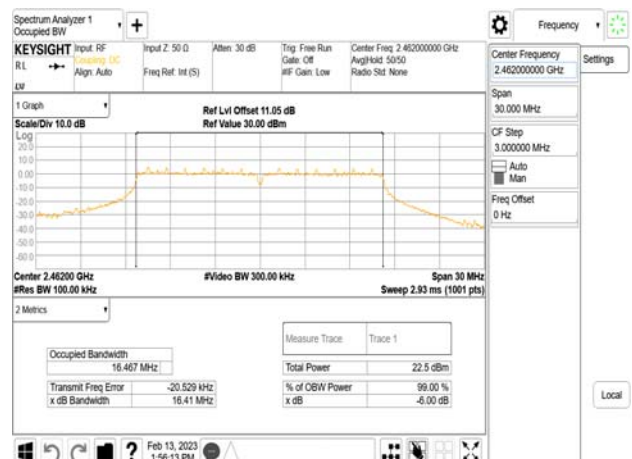 Spectrum Analyzer 1
Occupied BW
Frequency
KEYSIGHT
Input: RF
Coupling: DC
Align: Auto
Input Z: 50 Ω
Freq Ref: Int (S)
Atten: 30 dB
Trig: Free Run
Gate: Off
#IF Gain: Low
Center Freq: 2.462000000 GHz
Avg|Hold: 50/50
Radio Std: None
RL
Center Frequency
2.462000000 GHz
Settings
Span
30.000 MHz
CF Step
3.000000 MHz
Auto
Man
Freq Offset
0 Hz
Local
1 Graph
Scale/Div 10.0 dB
Ref Lvl Offset 11.05 dB
Ref Value 30.00 dBm
Log
20.0
10.0
0.00
-10.0
-20.0
-30.0
-40.0
-50.0
-60.0
Center 2.46200 GHz
#Res BW 100.00 kHz
#Video BW 300.00 kHz
Span 30 MHz
Sweep 2.93 ms (1001 pts)
2 Metrics
Measure Trace Trace 1
Occupied Bandwidth
16.467 MHz
Total Power 22.5 dBm
Transmit Freq Error -20.529 kHz
% of OBW Power 99.00 %
x dB Bandwidth 16.41 MHz
x dB -6.00 dB
Feb 13, 2023
1:56:13 PM